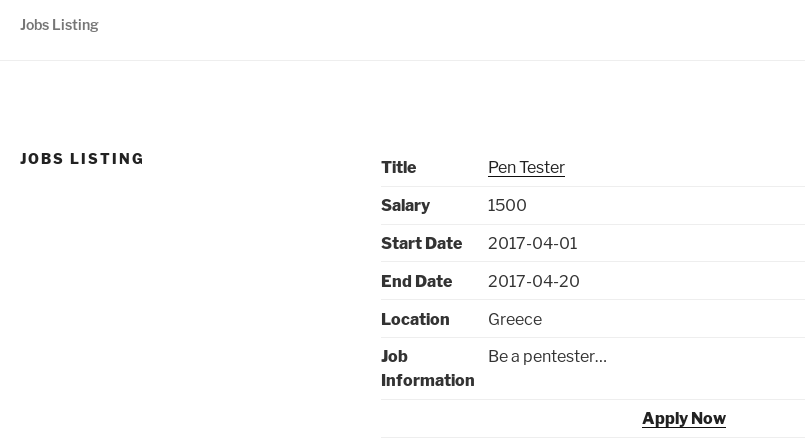 Jobs Listing
JOBS LISTING
Title Pen Tester
Salary 1500
Start Date 2017-04-01
End Date 2017-04-20
Location Greece
Job Be a pentester...
Information
Apply Now